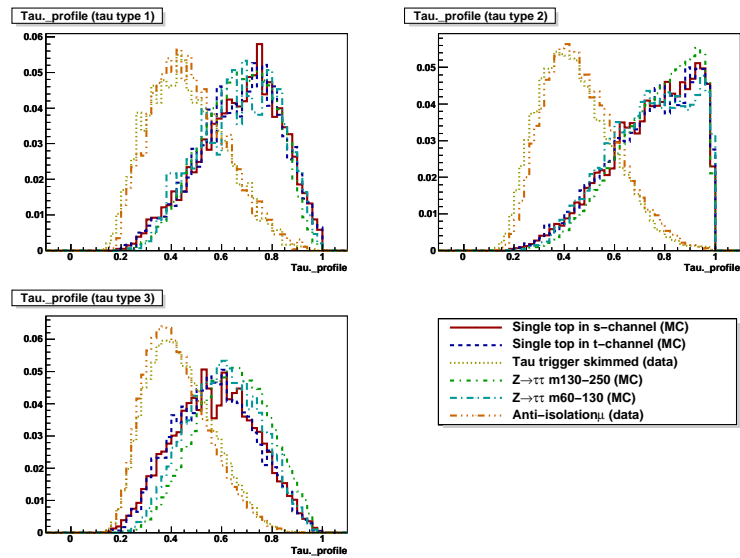 Tau._profile (tau type 1)
0.06
0.05
0.04
0.03
0.02
0.01
0
0 0.2 0.4 0.6 0.8 1
Tau._profile
Tau._profile (tau type 2)
0.05
0.04
0.03
0.02
0.01
0
0 0.2 0.4 0.6 0.8 1
Tau._profile
Tau._profile (tau type 3)
0.06
0.05
0.04
0.03
0.02
0.01
0
0 0.2 0.4 0.6 0.8 1
Tau._profile
Single top in s-channel (MC)
Single top in t-channel (MC)
Tau trigger skimmed (data)
Z→ττ m130-250 (MC)
Z→ττ m60-130 (MC)
Anti-isolationμ (data)